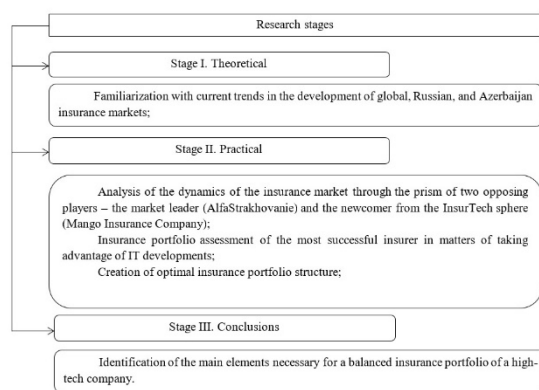 Research stages
Stage I. Theoretical
Familiarization with current trends in the development of global, Russian, and Azerbaijan
insurance markets;
Stage II. Practical
Analysis of the dynamics of the insurance market through the prism of two opposing
players – the market leader (AlfaStrakhovanie) and the newcomer from the InsurTech sphere
(Mango Insurance Company);
Insurance portfolio assessment of the most successful insurer in matters of taking
advantage of IT developments;
Creation of optimal insurance portfolio structure;
Stage III. Conclusions
Identification of the main elements necessary for a balanced insurance portfolio of a high-
tech company.